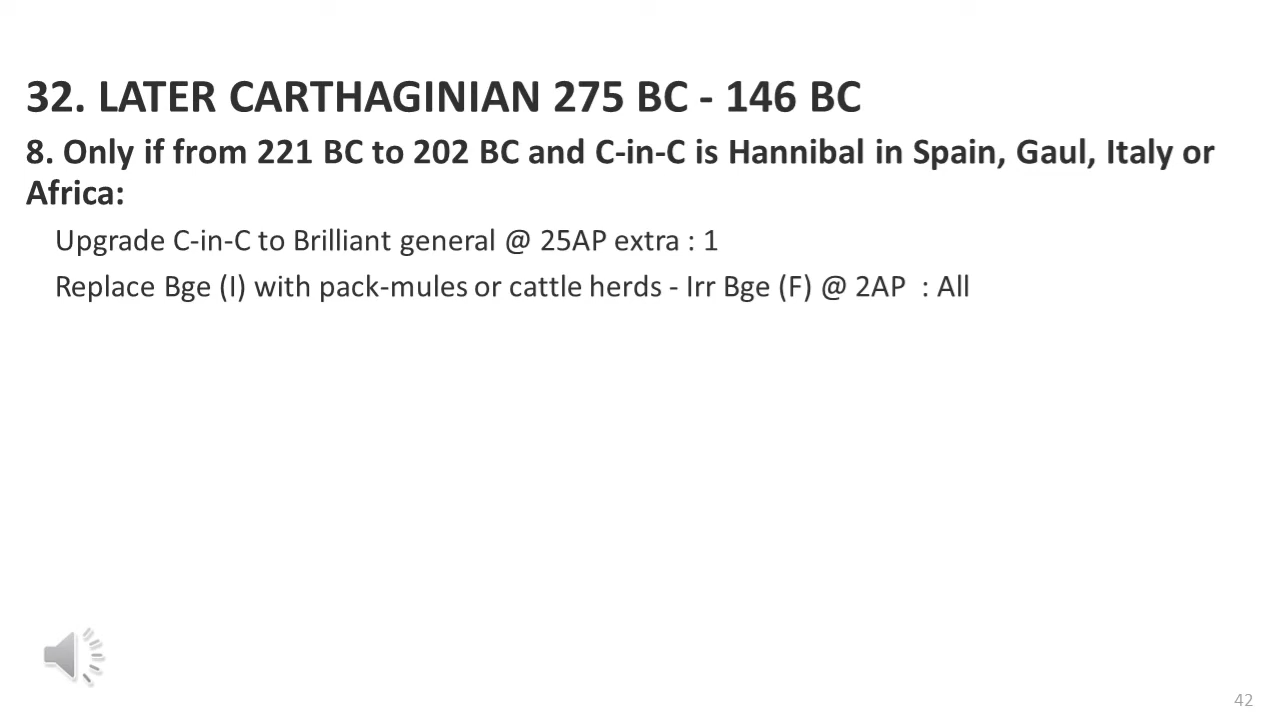 32. LATER CARTHAGINIAN 275 BC - 146 BC
8. Only if from 221 BC to 202 BC and C-in-C is Hannibal in Spain, Gaul, Italy or
Africa:
Upgrade C-in-C to Brilliant general @ 25AP extra : 1
Replace Bge (I) with pack-mules or cattle herds - Irr Bge (F) @ 2AP  : All
42